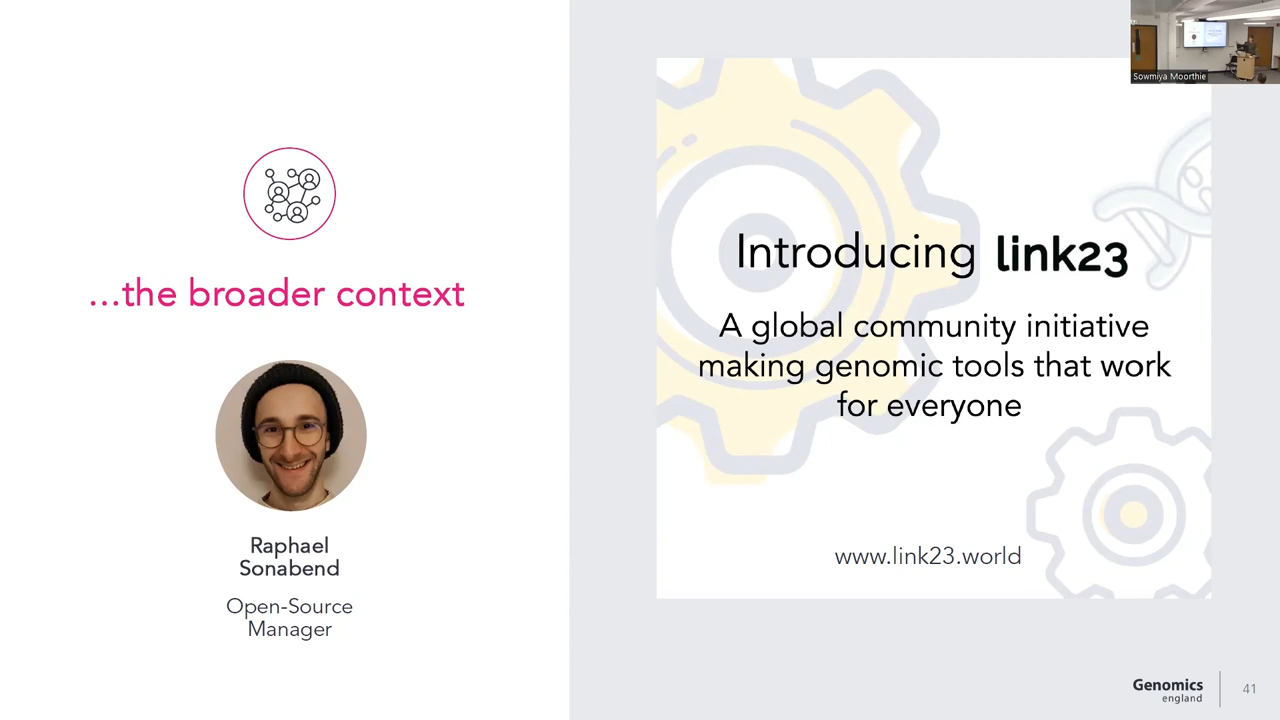 Sowmiya Moorthie
...the broader context
Raphael
Sonabend
Open-Source
Manager
Introducing link23
A global community initiative
making genomic tools that work
for everyone
www.link23.world
Genomics
england
41